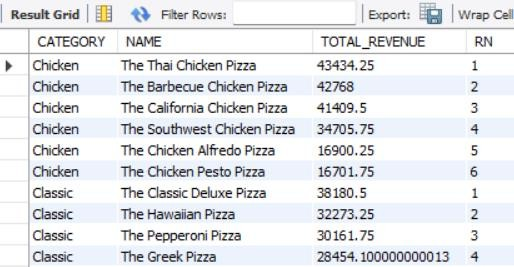 Result Grid Filter Rows: Export: Wrap Cell
CATEGORY NAME TOTAL_REVENUE RN
Chicken The Thai Chicken Pizza 43434.25 1
Chicken The Barbecue Chicken Pizza 42768 2
Chicken The California Chicken Pizza 41409.5 3
Chicken The Southwest Chicken Pizza 34705.75 4
Chicken The Chicken Alfredo Pizza 16900.25 5
Chicken The Chicken Pesto Pizza 16701.75 6
Classic The Classic Deluxe Pizza 38180.5 1
Classic The Hawaiian Pizza 32273.25 2
Classic The Pepperoni Pizza 30161.75 3
Classic The Greek Pizza 28454.100000000013 4